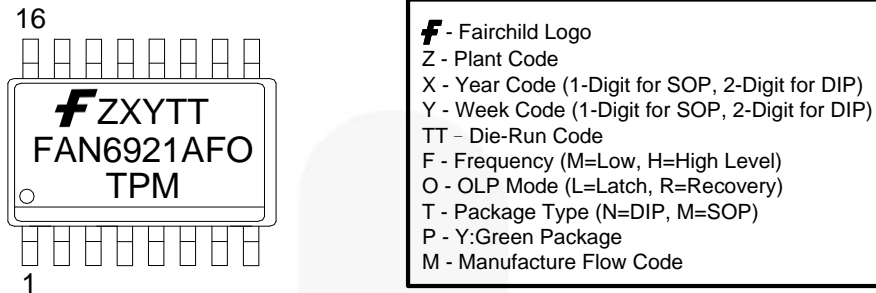 16
ZXYTT
FAN6921AFO
TPM
1
- Fairchild Logo
Z - Plant Code
X - Year Code (1-Digit for SOP, 2-Digit for DIP)
Y - Week Code (1-Digit for SOP, 2-Digit for DIP)
TT - Die-Run Code
F - Frequency (M=Low, H=High Level)
O - OLP Mode (L=Latch, R=Recovery)
T - Package Type (N=DIP, M=SOP)
P - Y:Green Package
M - Manufacture Flow Code